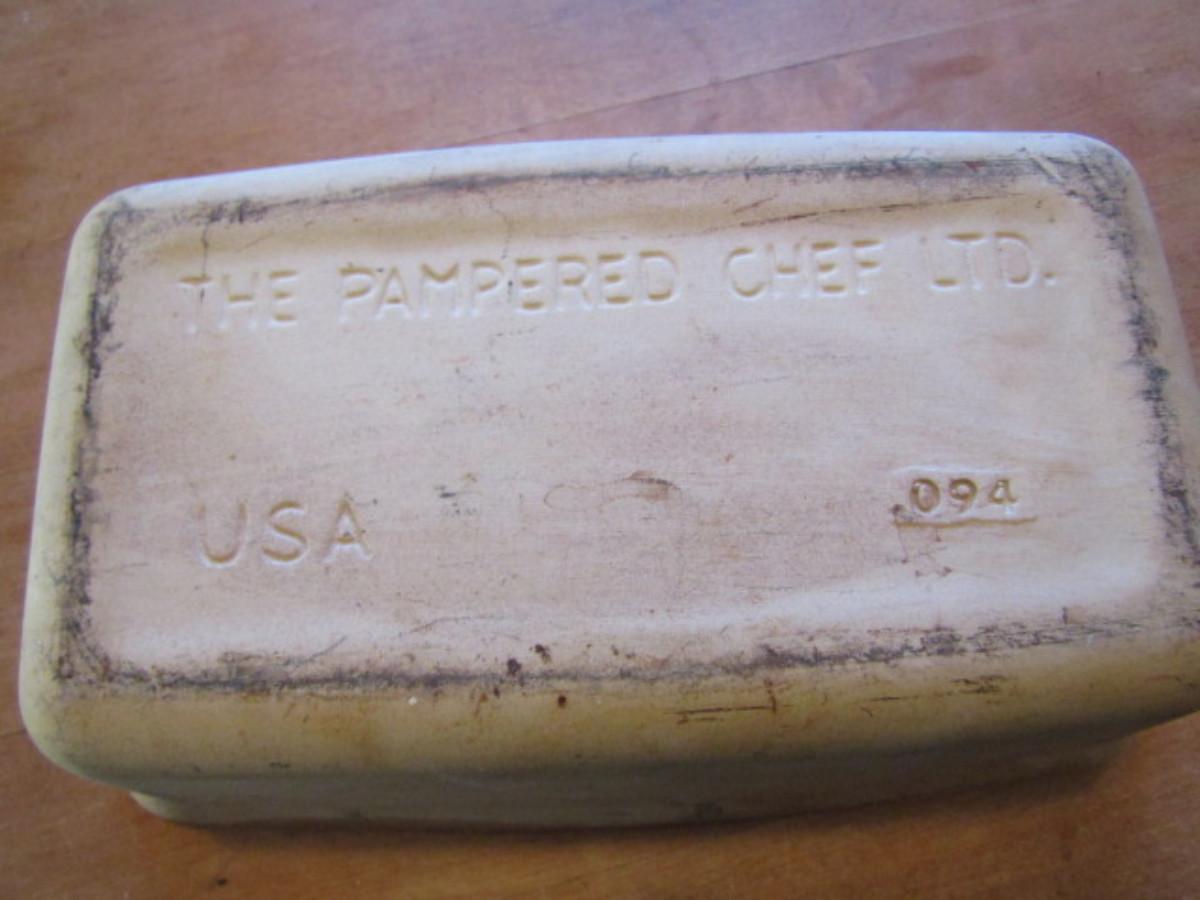 THE PAMPERED CHEF LTD.
USA
094